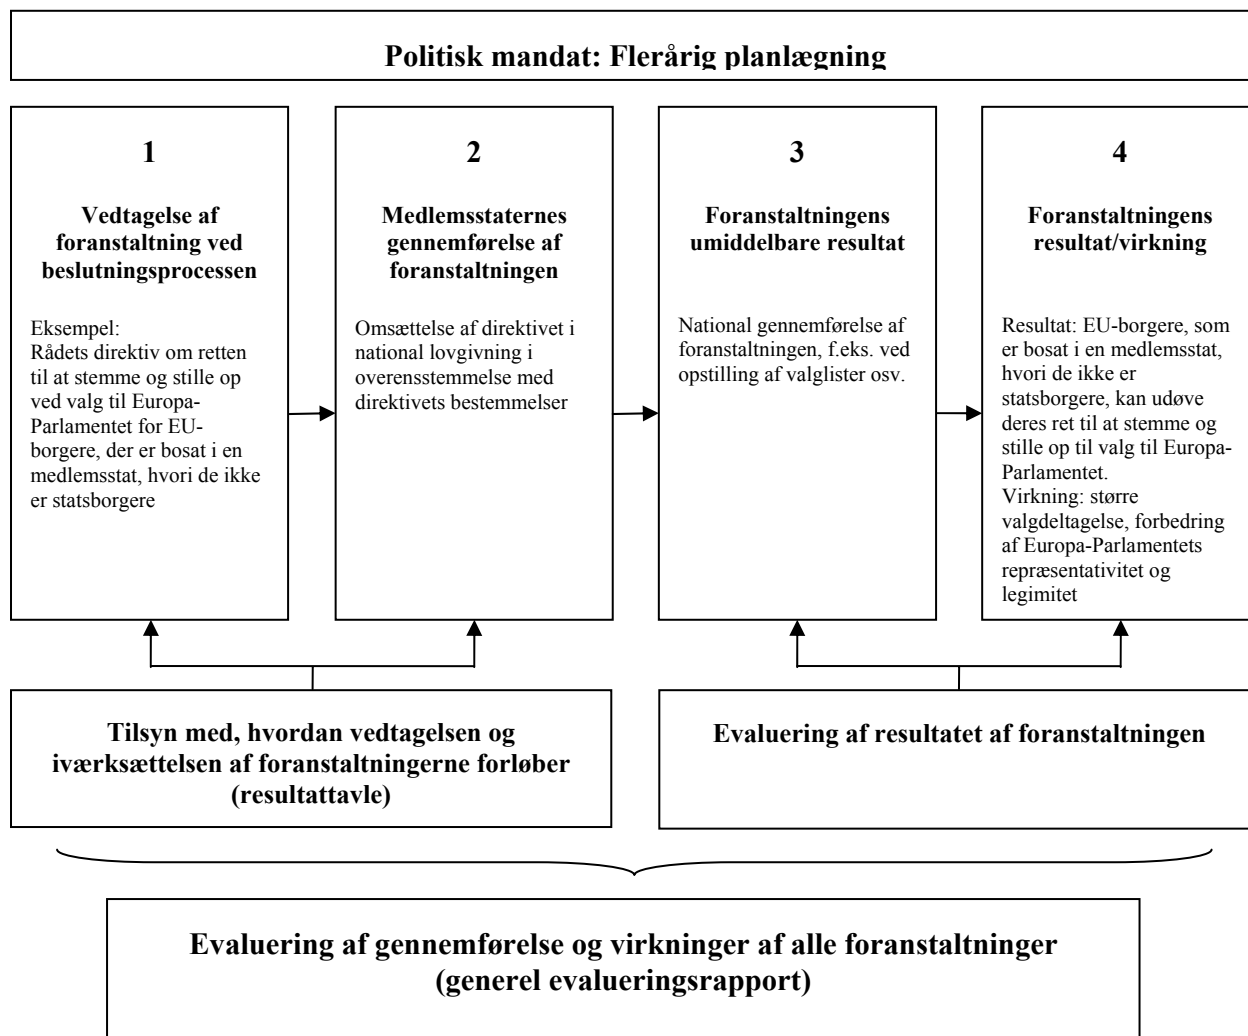 Politisk mandat: Flerårig planlægning
1
Vedtagelse af
foranstaltning ved
beslutningsprocessen
Eksempel:
Rådets direktiv om retten
til at stemme og stille op
ved valg til Europa-
Parlamentet for EU-
borgere, der er bosat i en
medlemsstat, hvori de ikke
er statsborgere
2
Medlemsstaternes
gennemførelse af
foranstaltningen
Omsættelse af direktivet i
national lovgivning i
overensstemmelse med
direktivets bestemmelser
3
Foranstaltningens
umiddelbare resultat
National gennemførelse af
foranstaltningen, f.eks. ved
opstilling af valglister osv.
4
Foranstaltningens
resultat/virkning
Resultat: EU-borgere, som
er bosat i en medlemsstat,
hvori de ikke er
statsborgere, kan udøve
deres ret til at stemme og
stille op til valg til Europa-
Parlamentet.
Virkning: større
valgdeltagelse, forbedring
af Europa-Parlamentets
repræsentativitet og
legimitet
Tilsyn med, hvordan vedtagelsen og
iværksættelsen af foranstaltningerne forløber
(resultattavle)
Evaluering af resultatet af foranstaltningen
Evaluering af gennemførelse og virkninger af alle foranstaltninger
(generel evalueringsrapport)